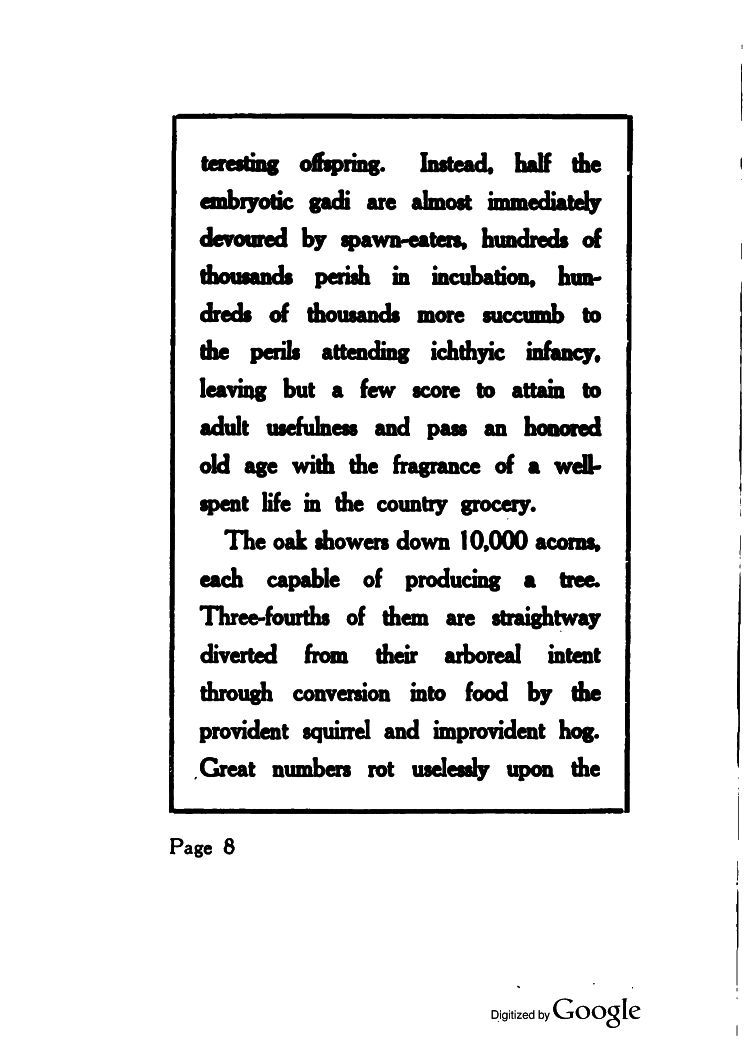 teresting offspring. Instead, half the
embryotic gadi are almost immediately
devoured by spawn-eaters, hundreds of
thousands perish in incubation, hun-
dreds of thousands more succumb to
the perils attending ichthyic infancy,
leaving but a few score to attain to
adult usefulness and pass an honored
old age with the fragrance of a well-
spent life in the country grocery.
The oak showers down 10,000 acorns,
each capable of producing a tree.
Three-fourths of them are straightway
diverted from their arboreal intent
through conversion into food by the
provident squirrel and improvident hog.
Great numbers rot uselessly upon the
Page 8
Digitized by Google